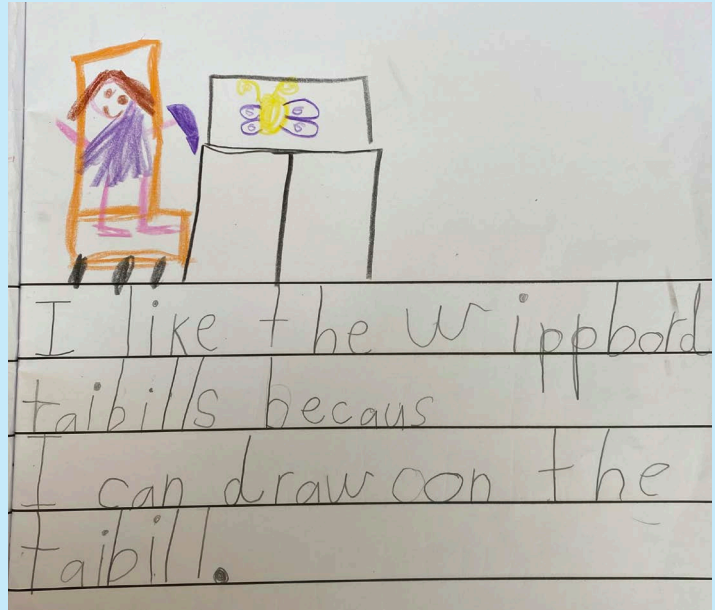 I like the wippbord
taibills becaus
I can draw oon the
taibill.